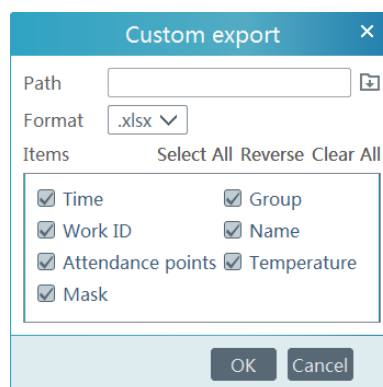 Custom export ×
Path
Format .xlsx
Items Select All Reverse Clear All
Time Group
Work ID Name
Attendance points Temperature
Mask
OK Cancel